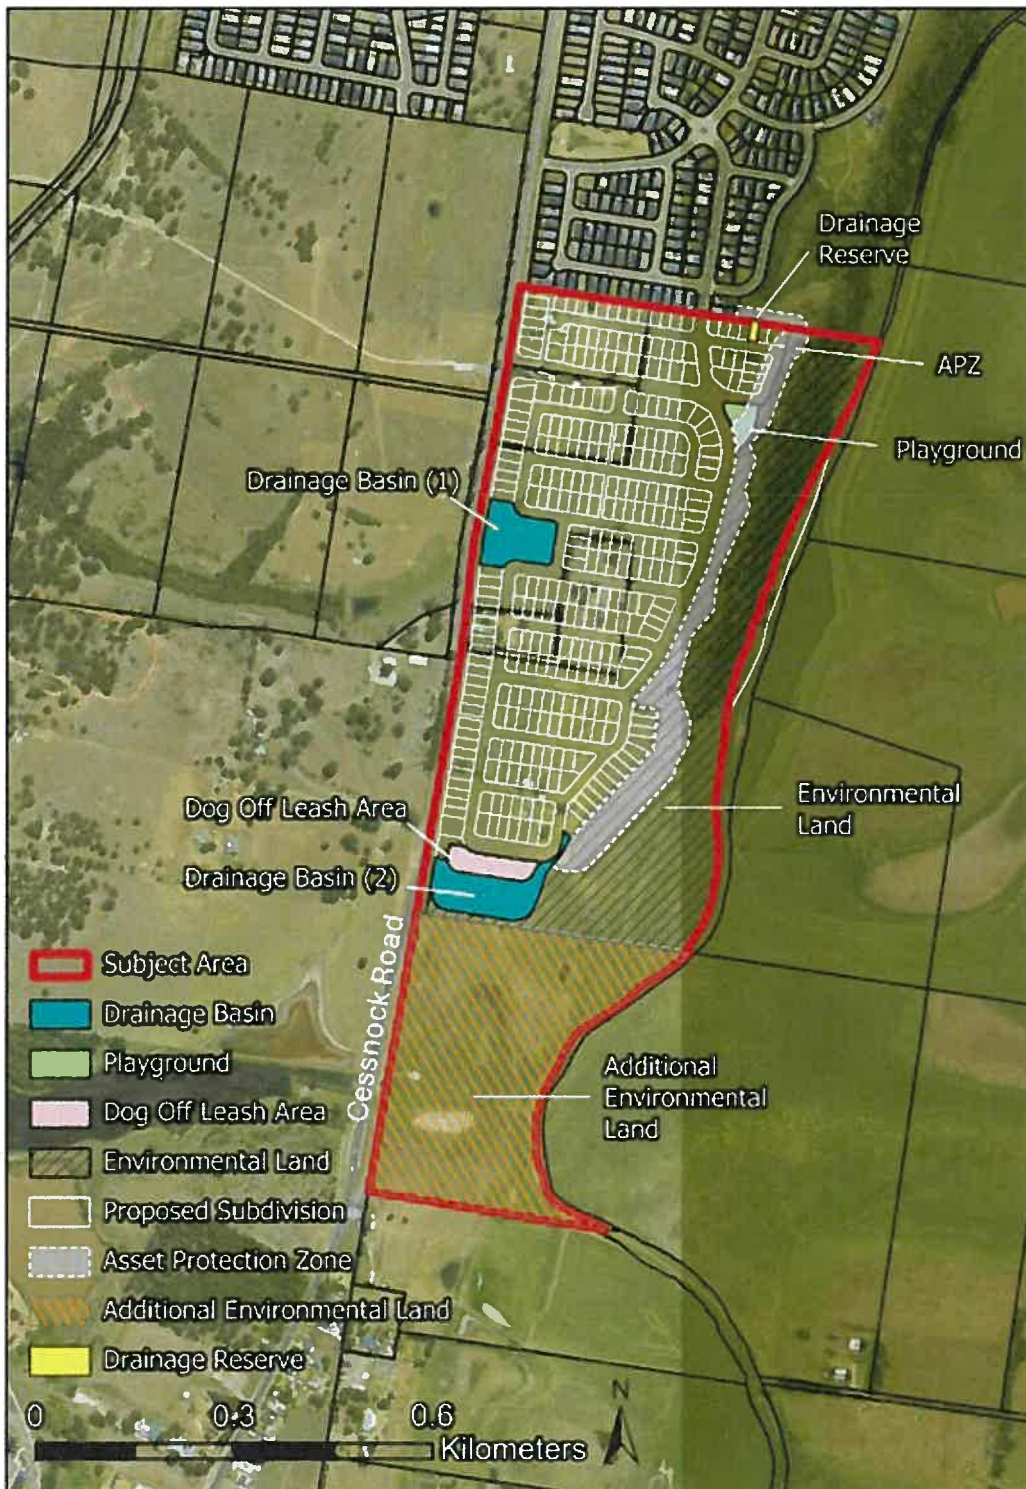 Drainage
Reserve
APZ
Playground
Drainage Basin (1)
Environmental
Land
Dog Off Leash Area
Drainage Basin (2)
Cessnock Road
Additional
Environmental
Land
Subject Area
Drainage Basin
Playground
Dog Off Leash Area
Environmental Land
Proposed Subdivision
Asset Protection Zone
Additional Environmental Land
Drainage Reserve
0 0.3 0.6
Kilometers
N